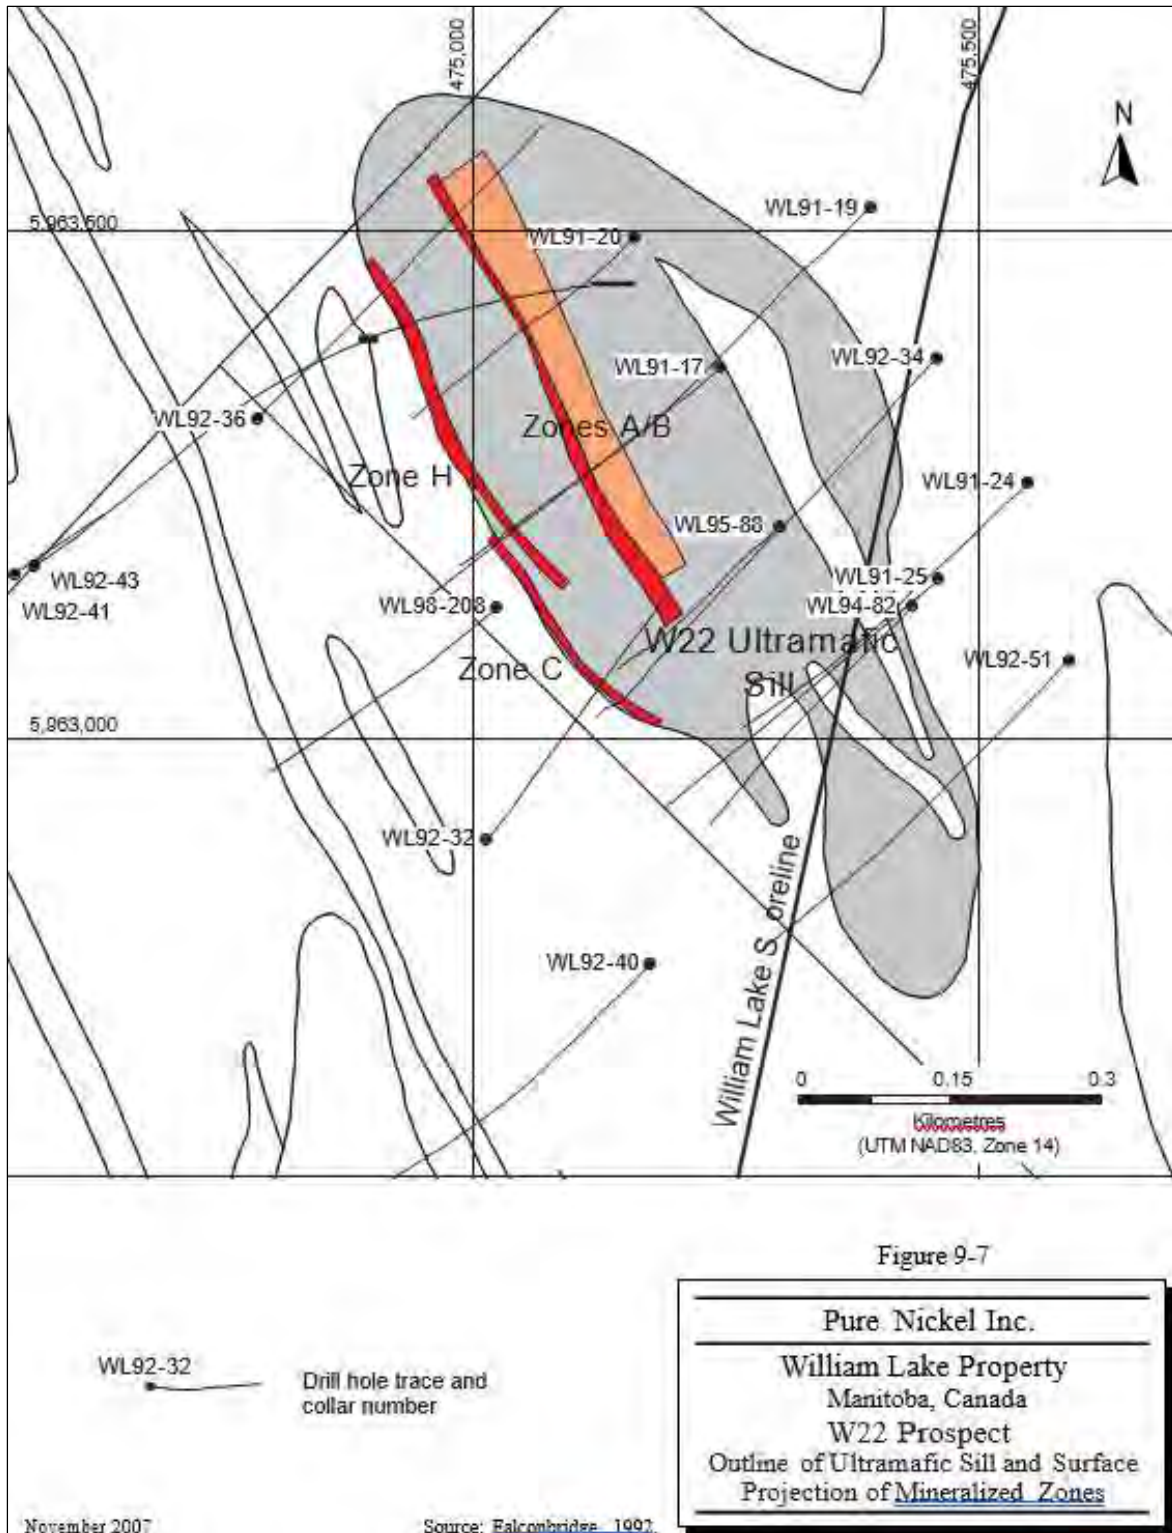 475,000
475,500
N
5,963,500
WL91-19
WL91-20
WL92-34
WL91-17
WL92-36
Zones A/B
Zone H
WL91-24
WL95-88
WL92-43
WL91-25
WL92-41
WL98-208
WL94-82
W22 Ultramafic
Sill
WL92-51
Zone C
5,963,000
WL92-32
William Lake S oreline
WL92-40
0 0.15 0.3
Kilometres
(UTM NAD83, Zone 14)
Figure 9-7
Pure Nickel Inc.
William Lake Property
Manitoba, Canada
W22 Prospect
Outline of Ultramafic Sill and Surface
Projection of Mineralized Zones
WL92-32
Drill hole trace and
collar number
November 2007
Source: Falconbridge, 1992.